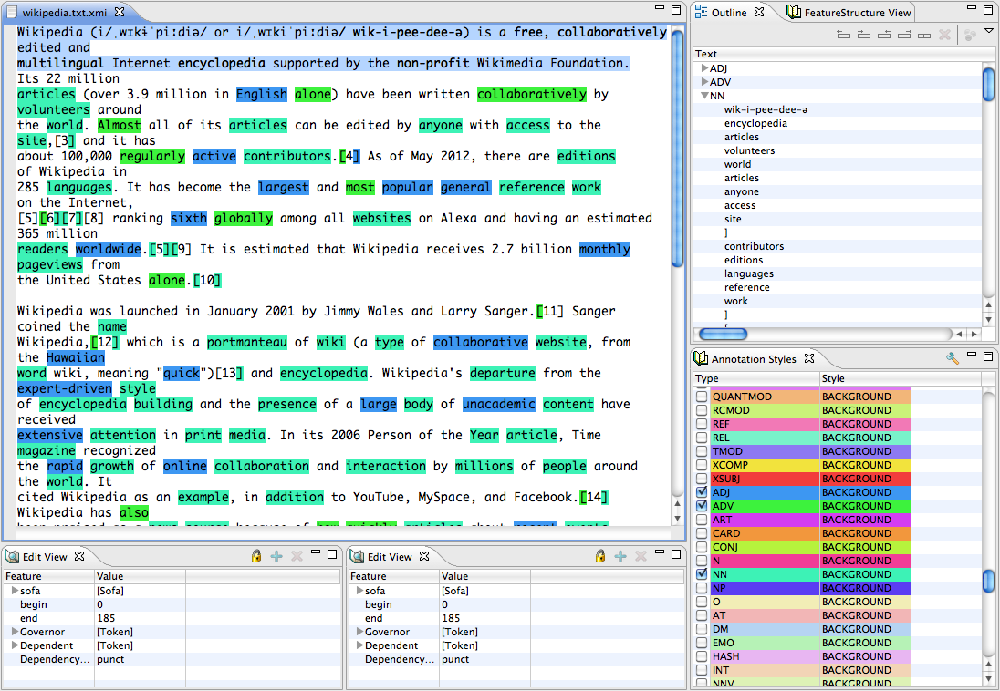 wikipedia.txt.xmi
Wikipedia (i/ˌwɪkɨˈpiːdiə/ or i/ˌwɪkiˈpiːdiə/ wik-i-pee-dee-ə) is a free, collaboratively
edited and
multilingual Internet encyclopedia supported by the non-profit Wikimedia Foundation.
Its 22 million
articles (over 3.9 million in English alone) have been written collaboratively by
volunteers around
the world. Almost all of its articles can be edited by anyone with access to the
site,[3] and it has
about 100,000 regularly active contributors.[4] As of May 2012, there are editions
of Wikipedia in
285 languages. It has become the largest and most popular general reference work
on the Internet,
[5][6][7][8] ranking sixth globally among all websites on Alexa and having an estimated
365 million
readers worldwide.[5][9] It is estimated that Wikipedia receives 2.7 billion monthly
pageviews from
the United States alone.[10]
Wikipedia was launched in January 2001 by Jimmy Wales and Larry Sanger.[11] Sanger
coined the name
Wikipedia,[12] which is a portmanteau of wiki (a type of collaborative website, from
the Hawaiian
word wiki, meaning "quick")[13] and encyclopedia. Wikipedia's departure from the
expert-driven style
of encyclopedia building and the presence of a large body of unacademic content have
received
extensive attention in print media. In its 2006 Person of the Year article, Time
magazine recognized
the rapid growth of online collaboration and interaction by millions of people around
the world. It
cited Wikipedia as an example, in addition to YouTube, MySpace, and Facebook.[14]
Wikipedia has also
Outline
FeatureStructure View
Text
ADJ
ADV
NN
wik-i-pee-dee-ə
encyclopedia
articles
volunteers
world
articles
anyone
access
site
]
contributors
editions
languages
reference
work
]
[
Annotation Styles
Type Style
QUANTMOD BACKGROUND
RCMOD BACKGROUND
REF BACKGROUND
REL BACKGROUND
TMOD BACKGROUND
XCOMP BACKGROUND
XSUBJ BACKGROUND
ADJ BACKGROUND
ADV BACKGROUND
ART BACKGROUND
CARD BACKGROUND
CONJ BACKGROUND
N BACKGROUND
NN BACKGROUND
NP BACKGROUND
O BACKGROUND
AT BACKGROUND
DM BACKGROUND
EMO BACKGROUND
HASH BACKGROUND
INT BACKGROUND
NNV BACKGROUND
Edit View
Feature Value
sofa [Sofa]
begin 0
end 185
Governor [Token]
Dependent [Token]
Dependency... punct
Edit View
Feature Value
sofa [Sofa]
begin 0
end 185
Governor [Token]
Dependent [Token]
Dependency... punct